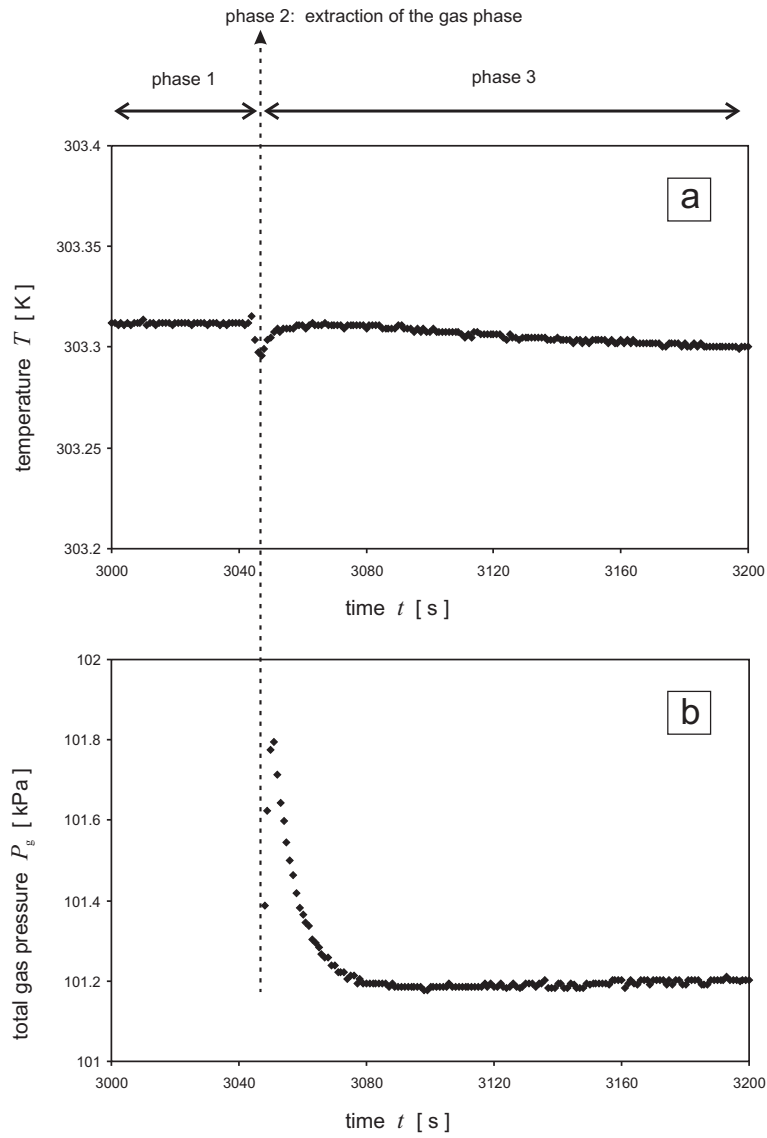 phase 2: extraction of the gas phase
phase 1
phase 3
303.4
303.35
303.3
303.25
303.2
temperature T [ K ]
a
3000 3040 3080 3120 3160 3200
time t [ s ]
102
101.8
101.6
101.4
101.2
101
total gas pressure Pg [ kPa ]
b
3000 3040 3080 3120 3160 3200
time t [ s ]